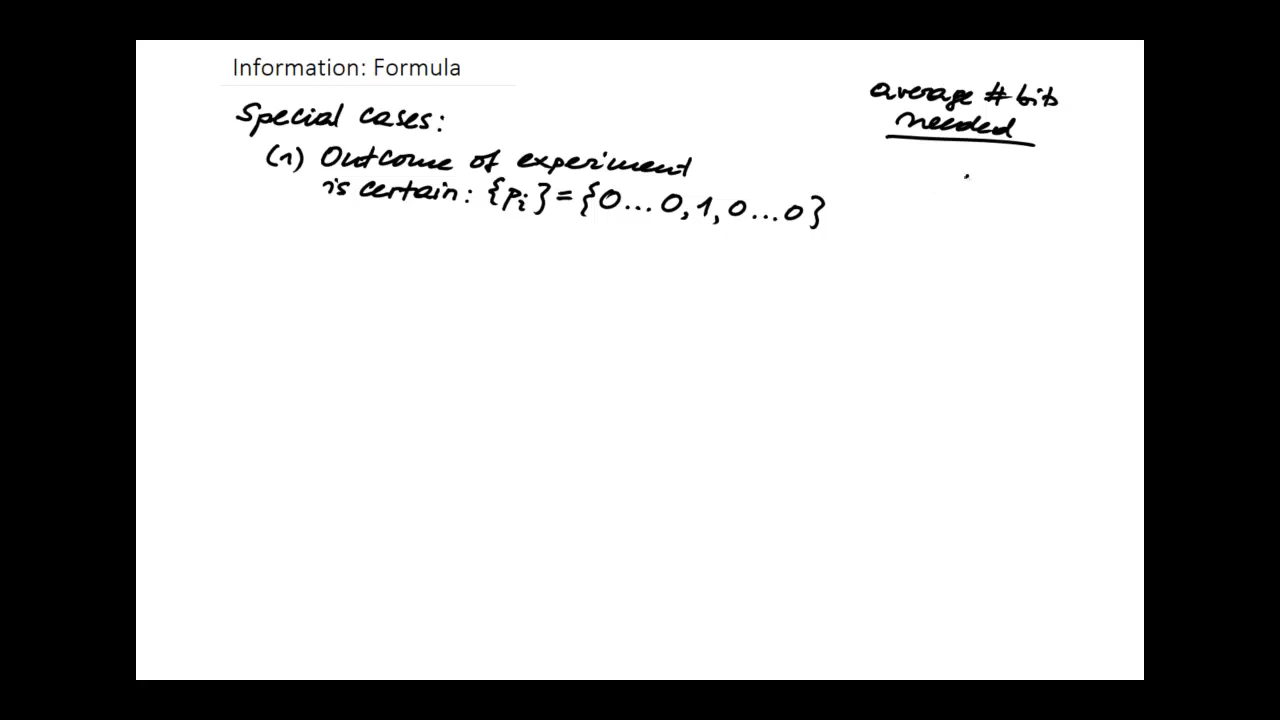 Information: Formula
average # bits
needed
Special cases:
(1) Outcome of experiment
is certain: {pᵢ} = {0...0, 1, 0...0}